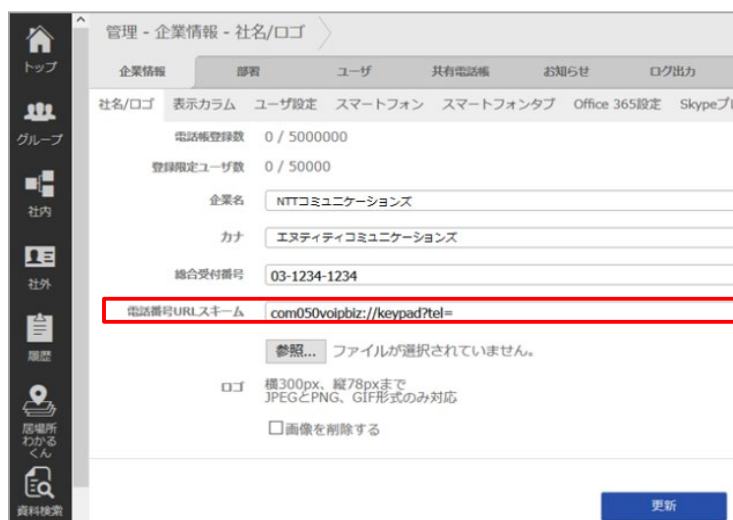 管理 - 企業情報 - 社名/ロゴ
トップ
グループ
社内
社外
履歴
居場所
わかる
くん
資料検索
企業情報 部署 ユーザ 共有電話帳 お知らせ ログ出力
社名/ロゴ 表示カラム ユーザ設定 スマートフォン スマートフォンタブ Office 365設定 Skypeプ
電話帳登録数 0 / 5000000
登録限定ユーザ数 0 / 50000
企業名 NTTコミュニケーションズ
カナ エヌティティコミュニケーションズ
総合受付番号 03-1234-1234
電話番号URLスキーム com050voipbiz://keypad?tel=
参照... ファイルが選択されていません。
ロゴ 横300px、縦78pxまで
JPEGとPNG、GIF形式のみ対応
画像を削除する
更新